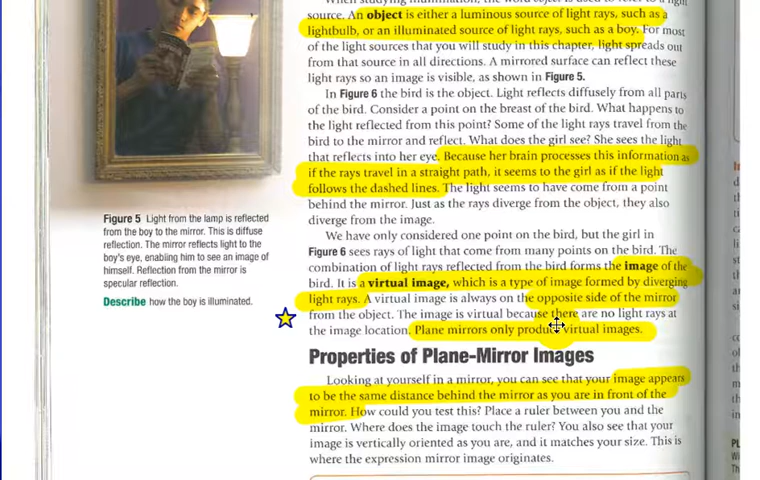 When studying illumination, the word object is used to refer to a light
source. An object is either a luminous source of light rays, such as a
lightbulb, or an illuminated source of light rays, such as a boy. For most
of the light sources that you will study in this chapter, light spreads out
from that source in all directions. A mirrored surface can reflect these
light rays so an image is visible, as shown in Figure 5.
In Figure 6 the bird is the object. Light reflects diffusely from all parts
of the bird. Consider a point on the breast of the bird. What happens to
the light reflected from this point? Some of the light rays travel from the
bird to the mirror and reflect. What does the girl see? She sees the light
that reflects into her eye. Because her brain processes this information as
if the rays travel in a straight path, it seems to the girl as if the light
follows the dashed lines. The light seems to have come from a point
behind the mirror. Just as the rays diverge from the object, they also
diverge from the image.
We have only considered one point on the bird, but the girl in
Figure 6 sees rays of light that come from many points on the bird. The
combination of light rays reflected from the bird forms the image of the
bird. It is a virtual image, which is a type of image formed by diverging
light rays. A virtual image is always on the opposite side of the mirror
from the object. The image is virtual because there are no light rays at
the image location. Plane mirrors only produce virtual images.
Properties of Plane-Mirror Images
Looking at yourself in a mirror, you can see that your image appears
to be the same distance behind the mirror as you are in front of the
mirror. How could you test this? Place a ruler between you and the
mirror. Where does the image touch the ruler? You also see that your
image is vertically oriented as you are, and it matches your size. This is
where the expression mirror image originates.
Figure 5 Light from the lamp is reflected
from the boy to the mirror. This is diffuse
reflection. The mirror reflects light to the
boy's eye, enabling him to see an image of
himself. Reflection from the mirror is
specular reflection.
Describe how the boy is illuminated.